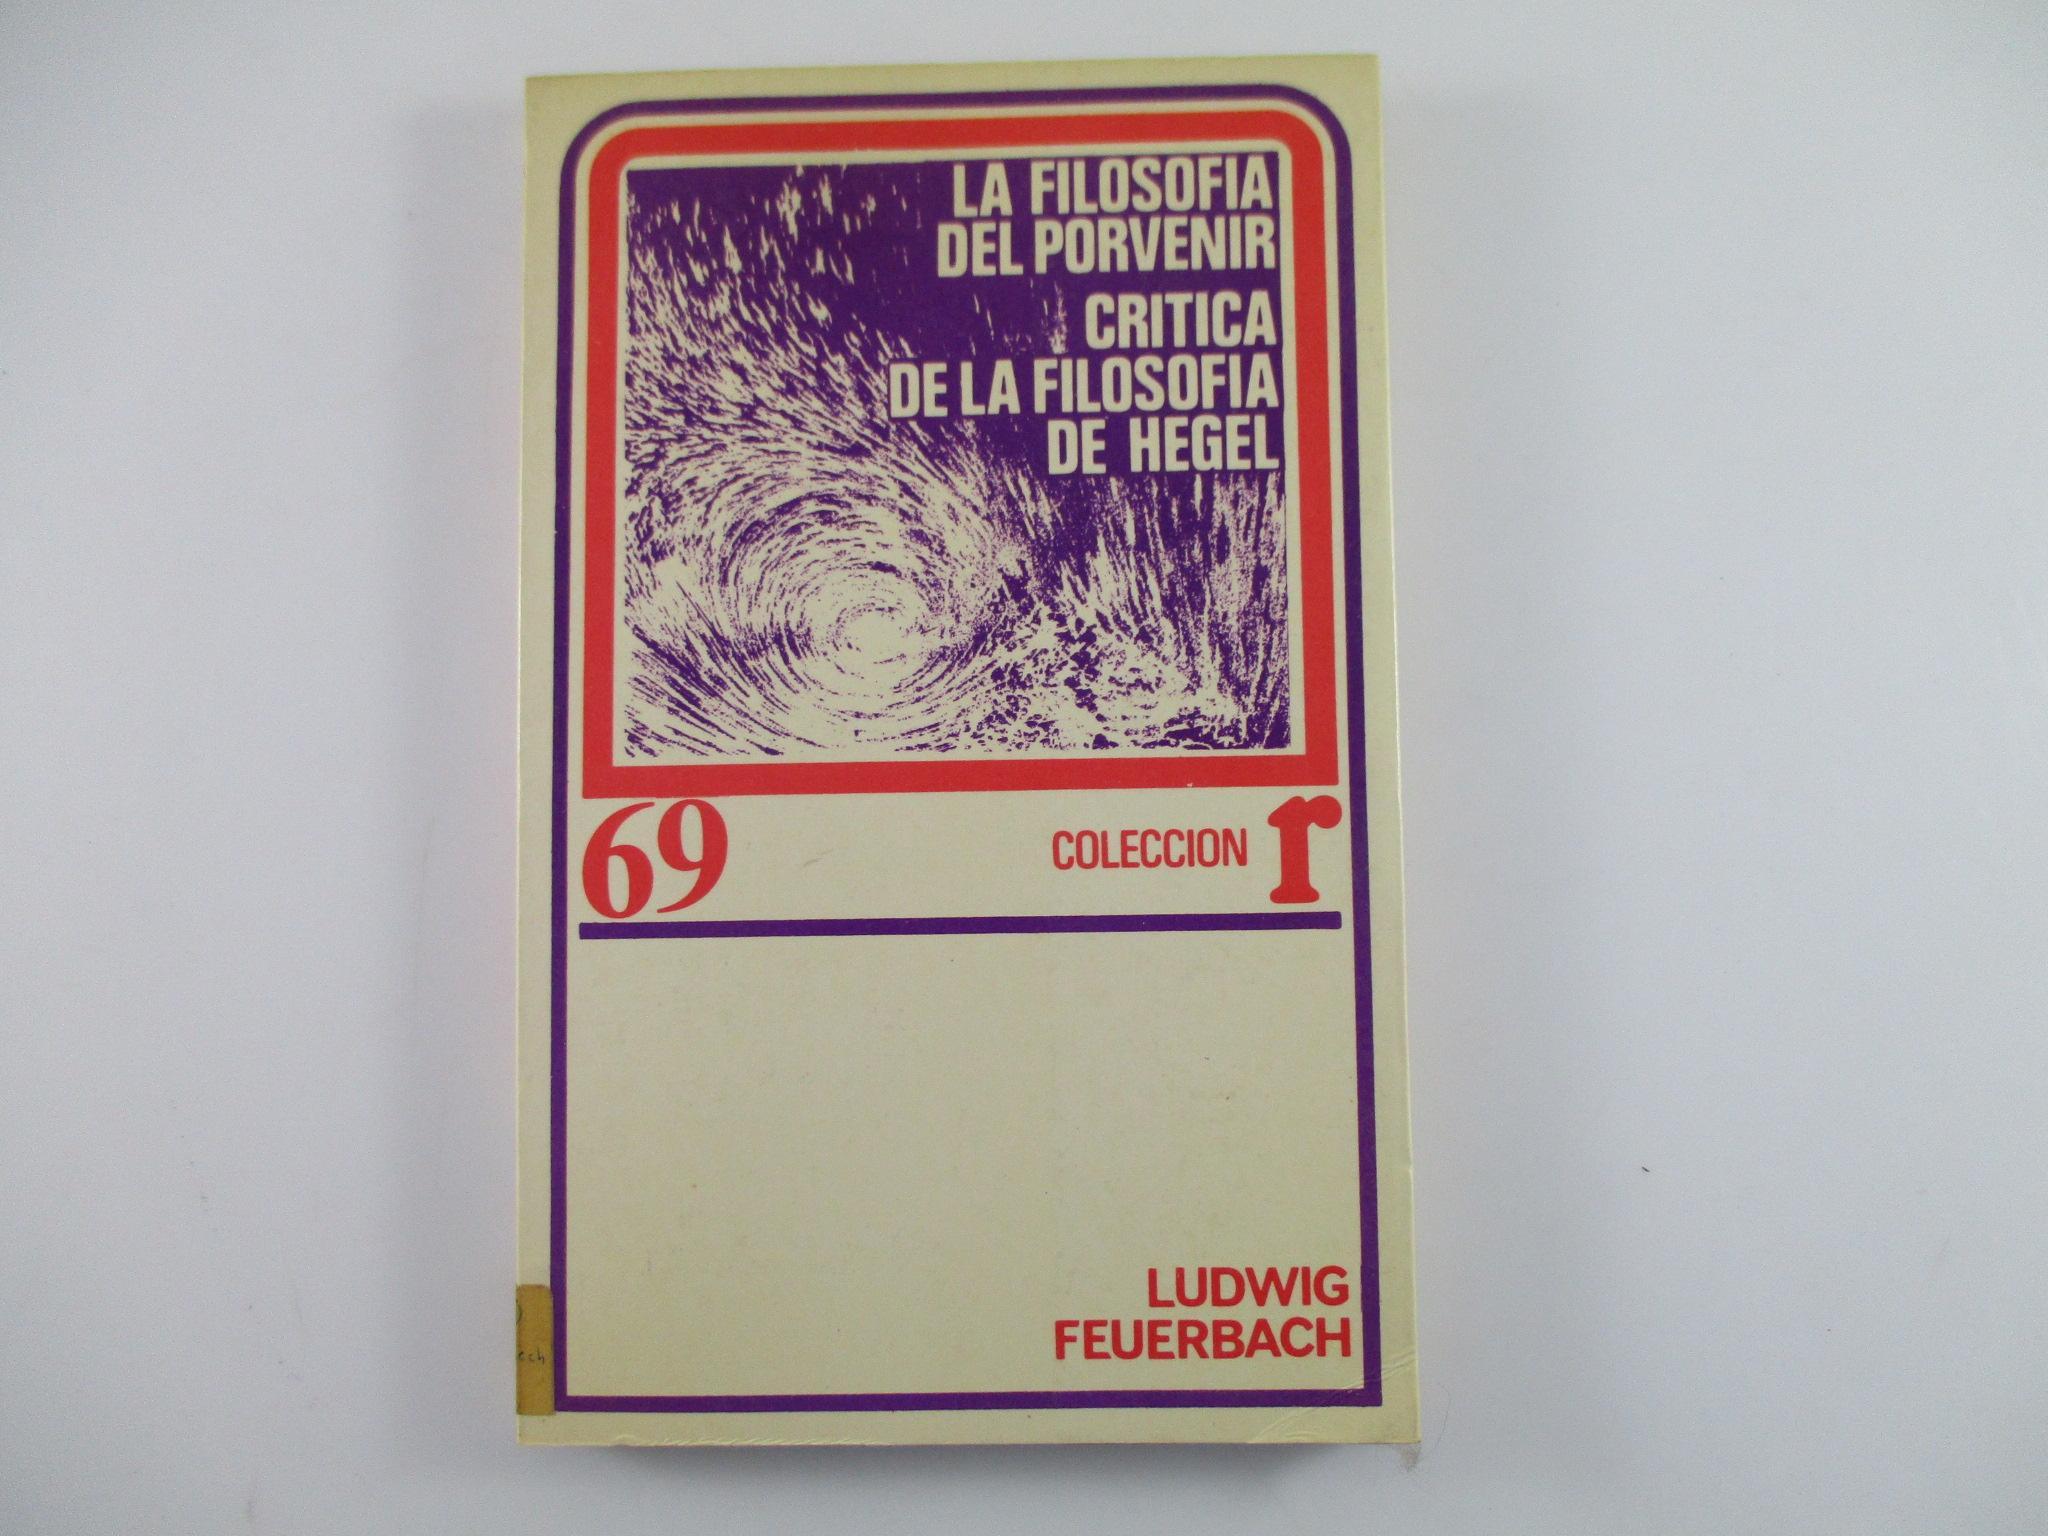 LA FILOSOFIA
DEL PORVENIR
CRITICA
DE LA FILOSOFIA
DE HEGEL
69
COLECCION r
LUDWIG
FEUERBACH